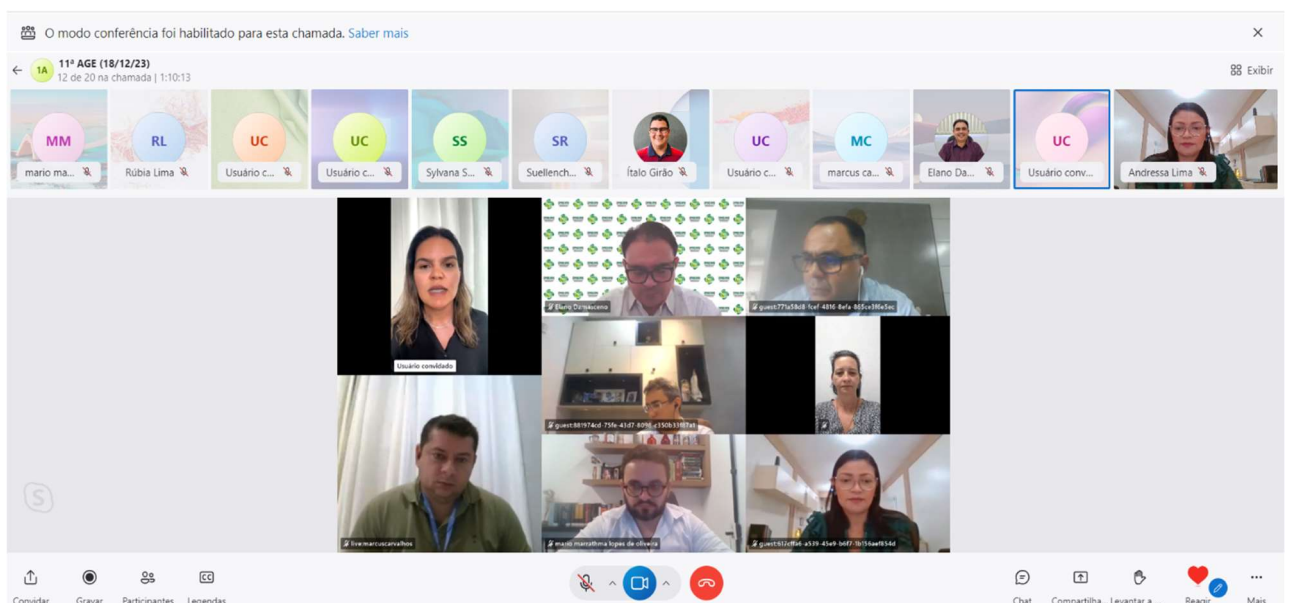 O modo conferência foi habilitado para esta chamada. Saber mais
1A
11ª AGE (18/12/23)
12 de 20 na chamada | 1:10:13
Exibir
MM
RL
UC
UC
SS
SR
UC
MC
UC
mario ma...
Rúbia Lima
Usuário c...
Usuário c...
Sylvana S...
Suellench...
Ítalo Girão
Usuário c...
marcus ca...
Elano Da...
Usuário conv...
Andressa Lima
Elano Damasceno
Usuário convidado
live:marcuscarvalhos
mario marrathma lopes de oliveira
S
CC
Convidar
Gravar
Participantes
Legendas
Chat
Compartilha
Levantar a...
Reagir
Mais